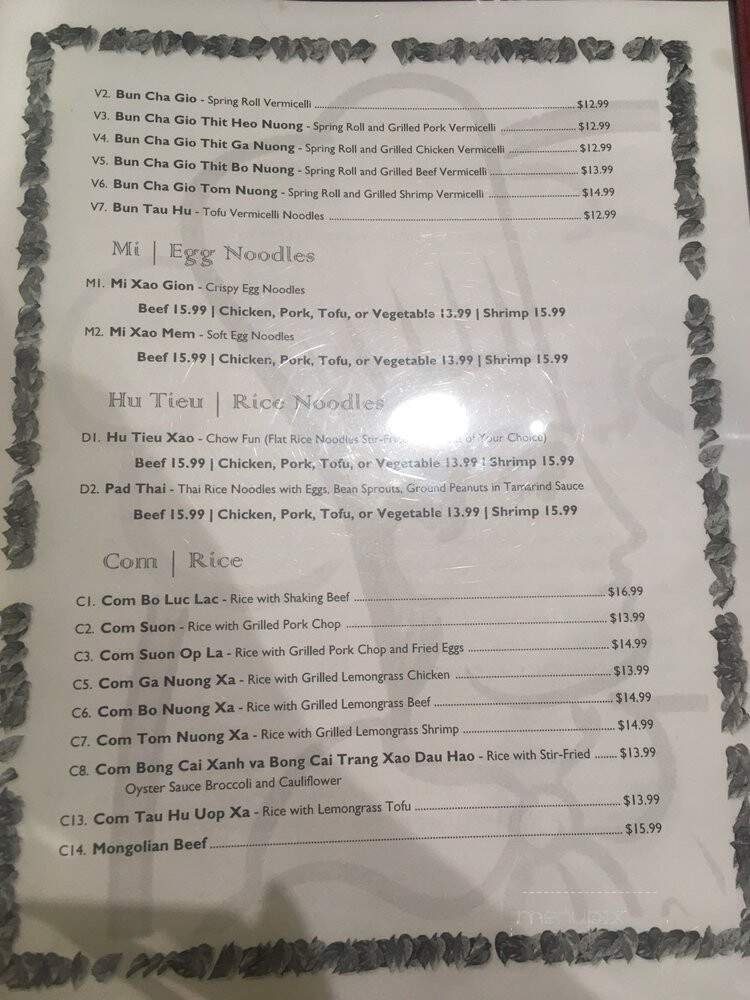 V2. Bun Cha Gio - Spring Roll Vermicelli $12.99
V3. Bun Cha Gio Thit Heo Nuong - Spring Roll and Grilled Pork Vermicelli $12.99
V4. Bun Cha Gio Thit Ga Nuong - Spring Roll and Grilled Chicken Vermicelli $12.99
V5. Bun Cha Gio Thit Bo Nuong - Spring Roll and Grilled Beef Vermicelli $13.99
V6. Bun Cha Gio Tom Nuong - Spring Roll and Grilled Shrimp Vermicelli $14.99
V7. Bun Tau Hu - Tofu Vermicelli Noodles $12.99
Mi | Egg Noodles
M1. Mi Xao Gion - Crispy Egg Noodles
Beef 15.99 | Chicken, Pork, Tofu, or Vegetable 13.99 | Shrimp 15.99
M2. Mi Xao Mem - Soft Egg Noodles
Beef 15.99 | Chicken, Pork, Tofu, or Vegetable 13.99 | Shrimp 15.99
Hu Tieu | Rice Noodles
D1. Hu Tieu Xao - Chow Fun (Flat Rice Noodles of Your Choice)
Beef 15.99 | Chicken, Pork, Tofu, or Vegetable 13.99 | Shrimp 15.99
D2. Pad Thai - Thai Rice Noodles with Eggs, Bean Sprouts, Ground Peanuts in Tamarind Sauce
Beef 15.99 | Chicken, Pork, Tofu, or Vegetable 13.99 | Shrimp 15.99
Com | Rice
C1. Com Bo Luc Lac - Rice with Shaking Beef $16.99
C2. Com Suon - Rice with Grilled Pork Chop $13.99
C3. Com Suon Op La - Rice with Grilled Pork Chop and Fried Eggs $14.99
C5. Com Ga Nuong Xa - Rice with Grilled Lemongrass Chicken $13.99
C6. Com Bo Nuong Xa - Rice with Grilled Lemongrass Beef $14.99
C7. Com Tom Nuong Xa - Rice with Grilled Lemongrass Shrimp $14.99
C8. Com Bong Cai Xanh va Bong Cai Trang Xao Dau Hao - Rice with Stir-Fried $13.99
Oyster Sauce Broccoli and Cauliflower
C13. Com Tau Hu Uop Xa - Rice with Lemongrass Tofu $13.99
C14. Mongolian Beef $15.99
menupix